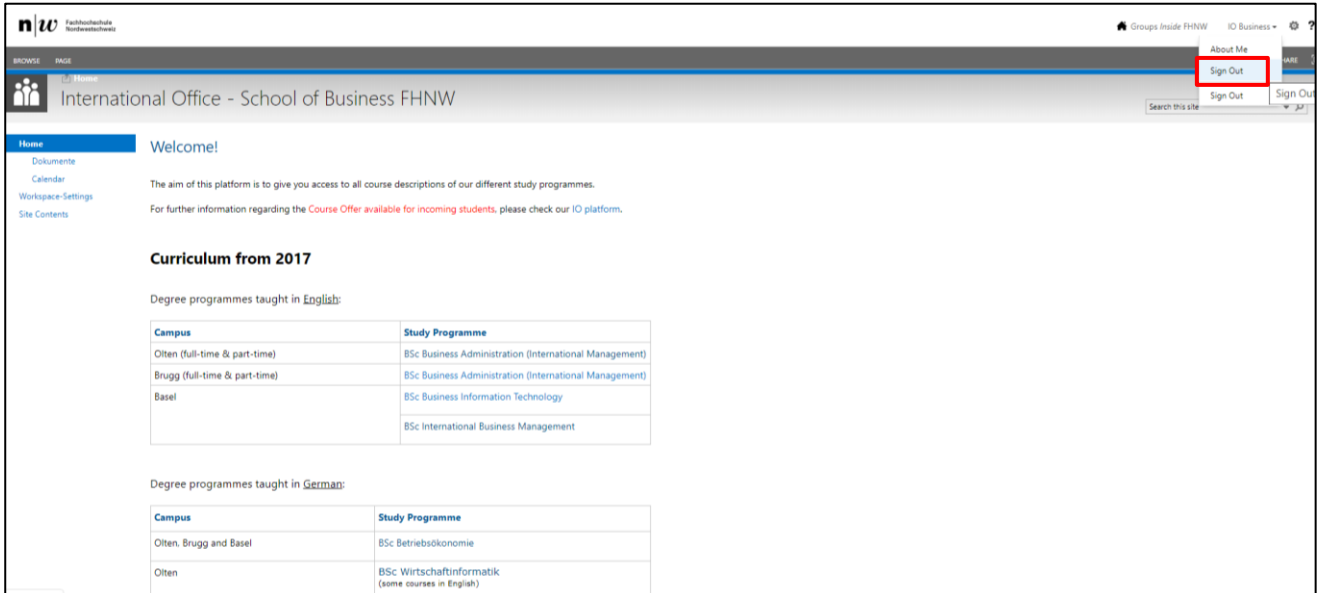 n|w Fachhochschule
Nordwestschweiz
Groups Inside FHNW IO Business ?
About Me
Sign Out
Sign Out
Sign Out
BROWSE PAGE
Home
International Office - School of Business FHNW
Search this site
Home
Dokumente
Calendar
Workspace-Settings
Site Contents
Welcome!
The aim of this platform is to give you access to all course descriptions of our different study programmes.
For further information regarding the Course Offer available for incoming students, please check our IO platform.
Curriculum from 2017
Degree programmes taught in English:
Campus Study Programme
Olten (full-time & part-time) BSc Business Administration (International Management)
Brugg (full-time & part-time) BSc Business Administration (International Management)
Basel BSc Business Information Technology
BSc International Business Management
Degree programmes taught in German:
Campus Study Programme
Olten, Brugg and Basel BSc Betriebsökonomie
Olten BSc Wirtschaftinformatik
(some courses in English)